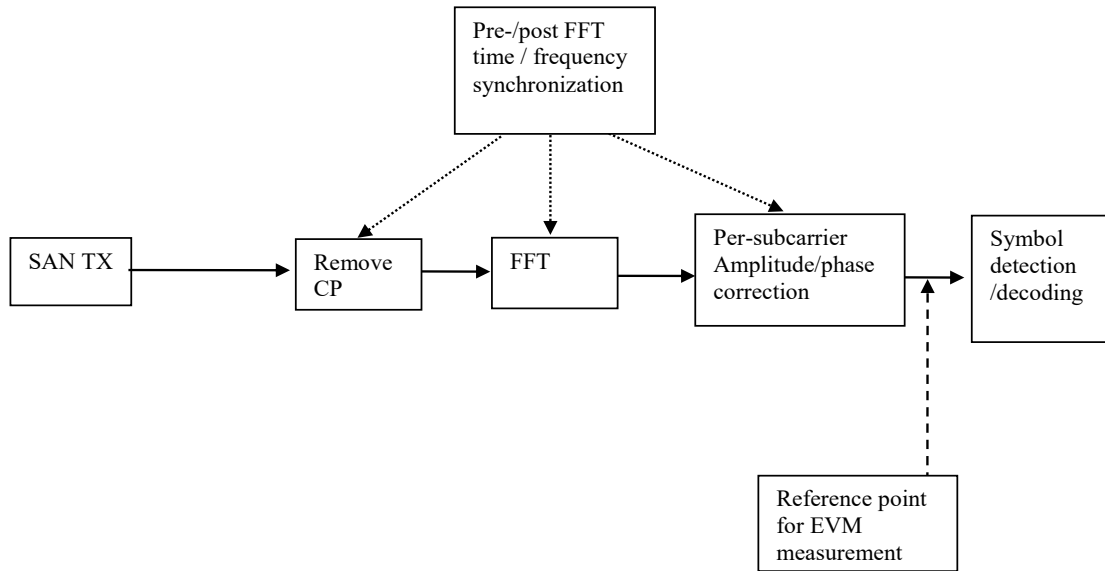 Pre-/post FFT
time / frequency
synchronization
SAN TX
Remove
CP
FFT
Per-subcarrier
Amplitude/phase
correction
Symbol
detection
/decoding
Reference point
for EVM
measurement